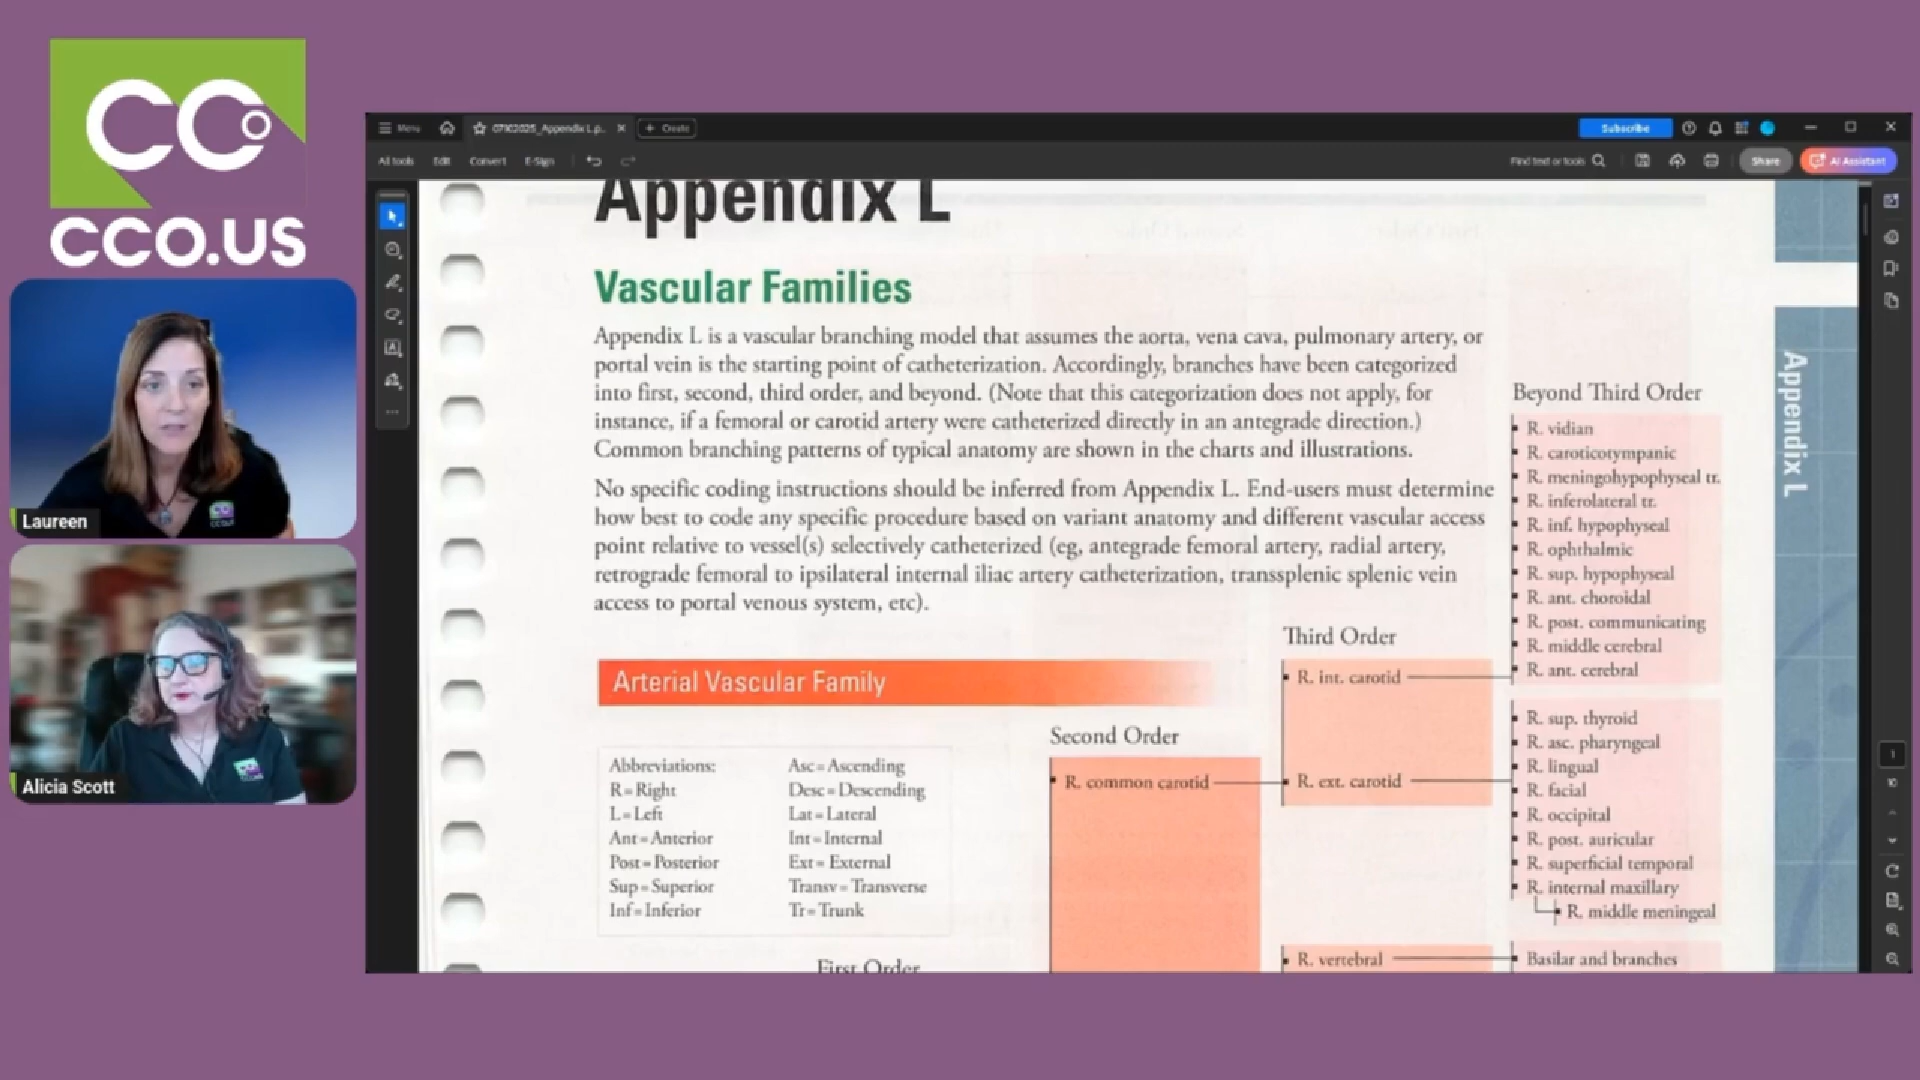 CCO
CCO.US
Laureen
Alicia Scott
Menu
07102025_Appendix L.p...
Create
Subscribe
All tools
Edit
Convert
E-Sign
Find text or tools
Share
AI Assistant
Appendix L
Vascular Families
Appendix L is a vascular branching model that assumes the aorta, vena cava, pulmonary artery, or
portal vein is the starting point of catheterization. Accordingly, branches have been categorized
into first, second, third order, and beyond. (Note that this categorization does not apply, for
instance, if a femoral or carotid artery were catheterized directly in an antegrade direction.)
Common branching patterns of typical anatomy are shown in the charts and illustrations.
No specific coding instructions should be inferred from Appendix L. End-users must determine
how best to code any specific procedure based on variant anatomy and different vascular access
point relative to vessel(s) selectively catheterized (eg, antegrade femoral artery, radial artery,
retrograde femoral to ipsilateral internal iliac artery catheterization, transsplenic splenic vein
access to portal venous system, etc).
Arterial Vascular Family
Abbreviations:
R=Right
L=Left
Ant=Anterior
Post=Posterior
Sup=Superior
Inf=Inferior
Asc=Ascending
Desc=Descending
Lat=Lateral
Int=Internal
Ext=External
Transv=Transverse
Tr=Trunk
First Order
Second Order
R. common carotid
Third Order
R. int. carotid
R. ext. carotid
R. vertebral
Beyond Third Order
R. vidian
R. caroticotympanic
R. meningohypophyseal tr.
R. inferolateral tr.
R. inf. hypophyseal
R. ophthalmic
R. sup. hypophyseal
R. ant. choroidal
R. post. communicating
R. middle cerebral
R. ant. cerebral
R. sup. thyroid
R. asc. pharyngeal
R. lingual
R. facial
R. occipital
R. post. auricular
R. superficial temporal
R. internal maxillary
R. middle meningeal
Basilar and branches
Appendix L
1
10